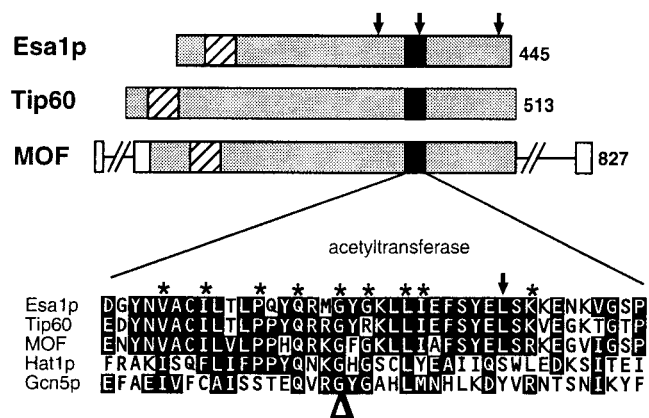 Esa1p 445
Tip60 513
MOF 827
acetyltransferase
* * * * * * * * *
Esa1p DGYNVACILTLPQYQRMGYGKLLIEFSYELSKKENKVGSP
Tip60 EDYNVACILTLPPYQRRGYRKLLIEFSYELSKVEGKTGTP
MOF ENYNVACILVLPPHQRKGFGKLLIAFSYELSRKEGVIGSP
Hat1p FRAKISQFLIFPPYQNKGHGSCLYEAIIQSWLEDKSITEI
Gcn5p EFAEIVFCAISSTEQVRGYGAHLMNHLKDYVRNTSNIKYF